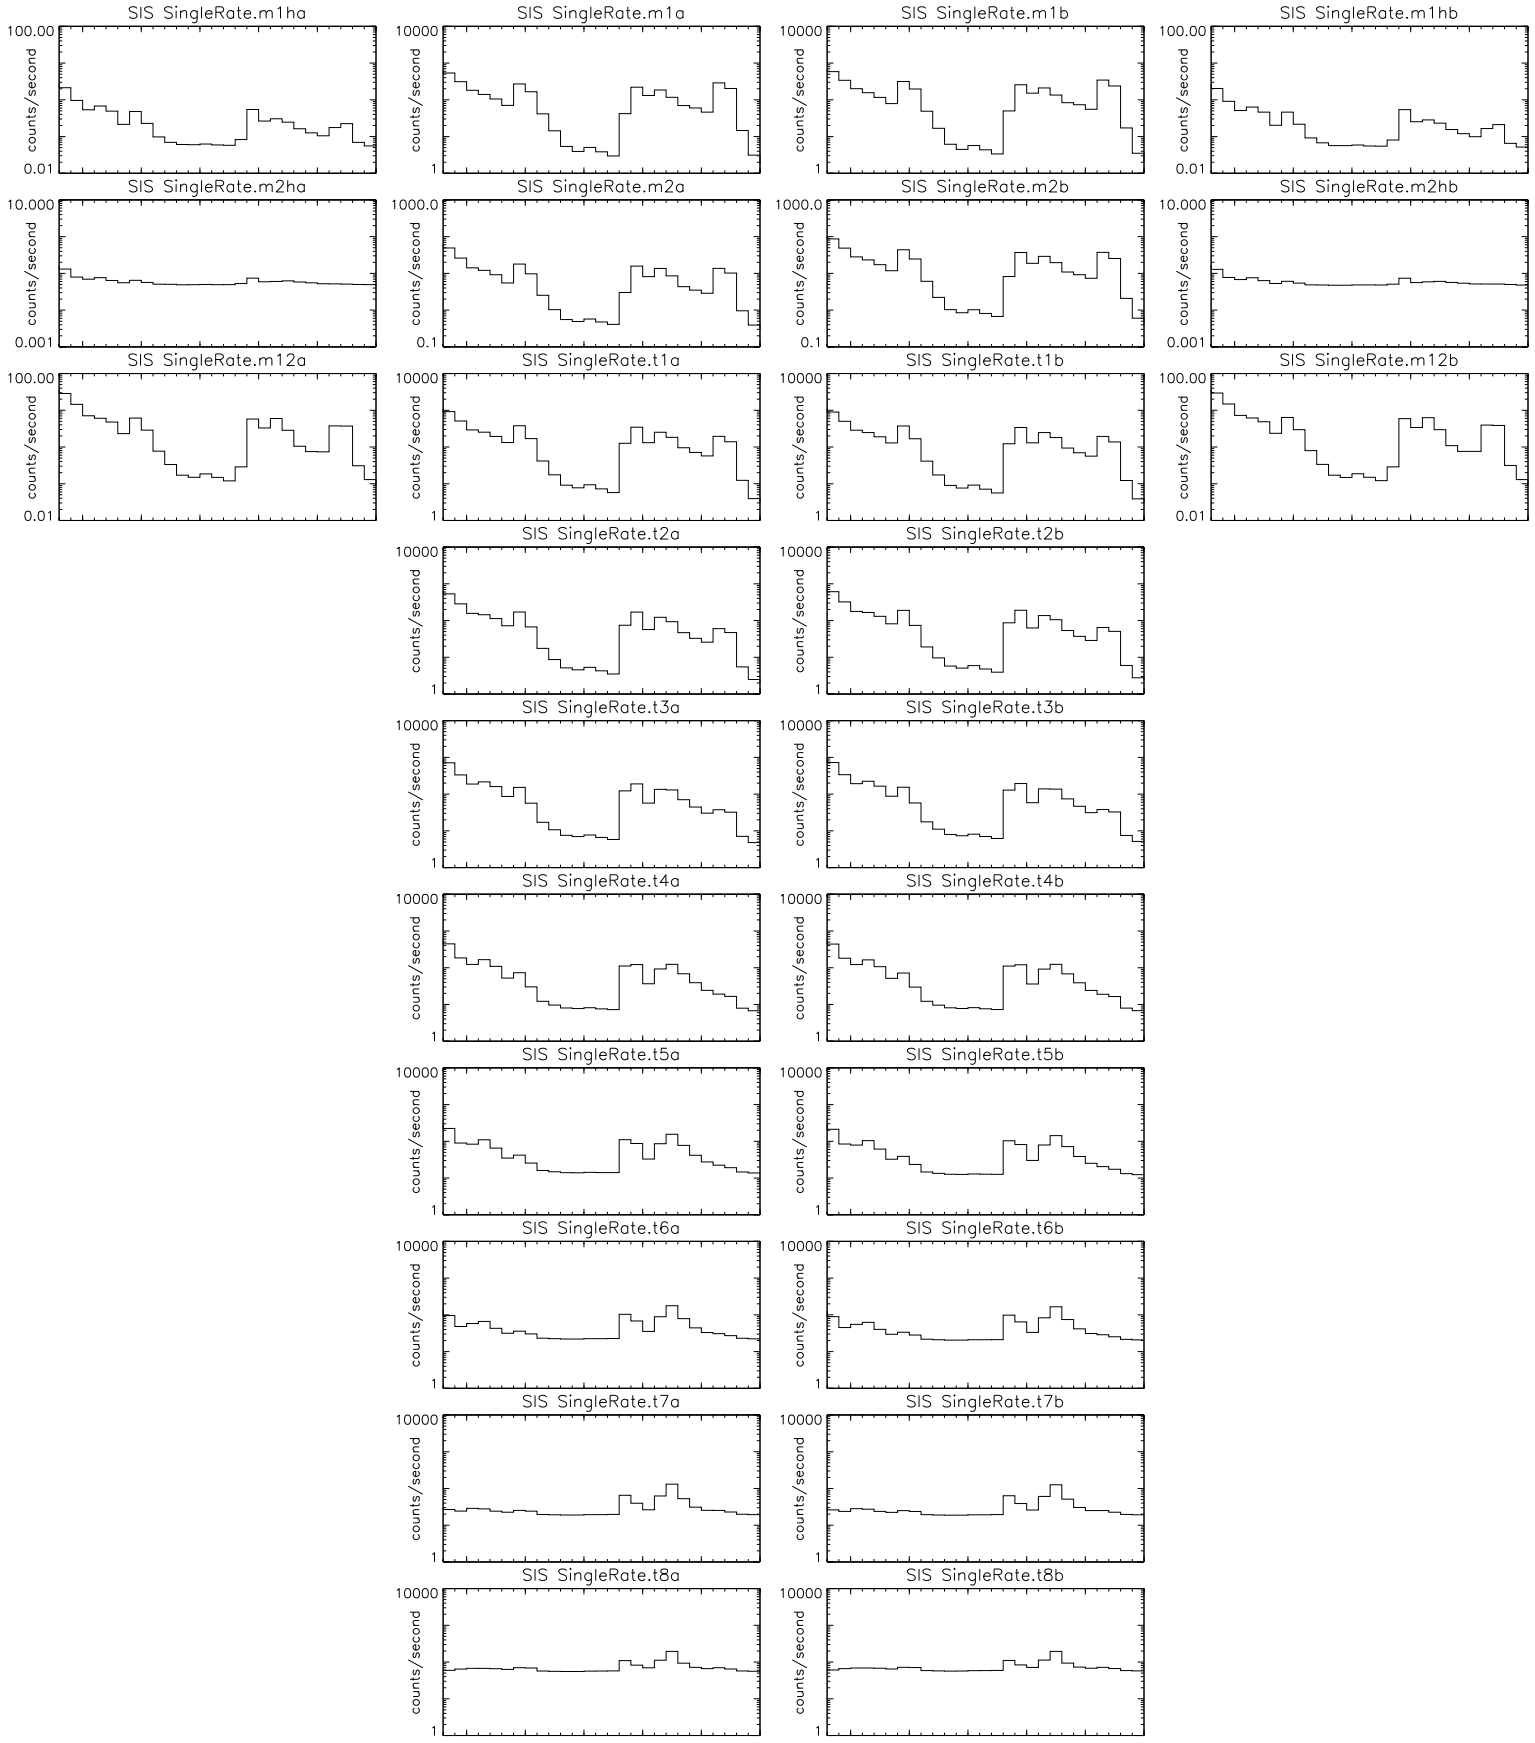 SIS SingleRate.m1ha
100.00
counts/second
0.01
SIS SingleRate.m1a
10000
counts/second
1
SIS SingleRate.m1b
10000
counts/second
1
SIS SingleRate.m1hb
100.00
counts/second
0.01
SIS SingleRate.m2ha
10.000
counts/second
0.001
SIS SingleRate.m2a
1000.0
counts/second
0.1
SIS SingleRate.m2b
1000.0
counts/second
0.1
SIS SingleRate.m2hb
10.000
counts/second
0.001
SIS SingleRate.m12a
100.00
counts/second
0.01
SIS SingleRate.t1a
10000
counts/second
1
SIS SingleRate.t1b
10000
counts/second
1
SIS SingleRate.m12b
100.00
counts/second
0.01
SIS SingleRate.t2a
10000
counts/second
1
SIS SingleRate.t2b
10000
counts/second
1
SIS SingleRate.t3a
10000
counts/second
1
SIS SingleRate.t3b
10000
counts/second
1
SIS SingleRate.t4a
10000
counts/second
1
SIS SingleRate.t4b
10000
counts/second
1
SIS SingleRate.t5a
10000
counts/second
1
SIS SingleRate.t5b
10000
counts/second
1
SIS SingleRate.t6a
10000
counts/second
1
SIS SingleRate.t6b
10000
counts/second
1
SIS SingleRate.t7a
10000
counts/second
1
SIS SingleRate.t7b
10000
counts/second
1
SIS SingleRate.t8a
10000
counts/second
1
SIS SingleRate.t8b
10000
counts/second
1